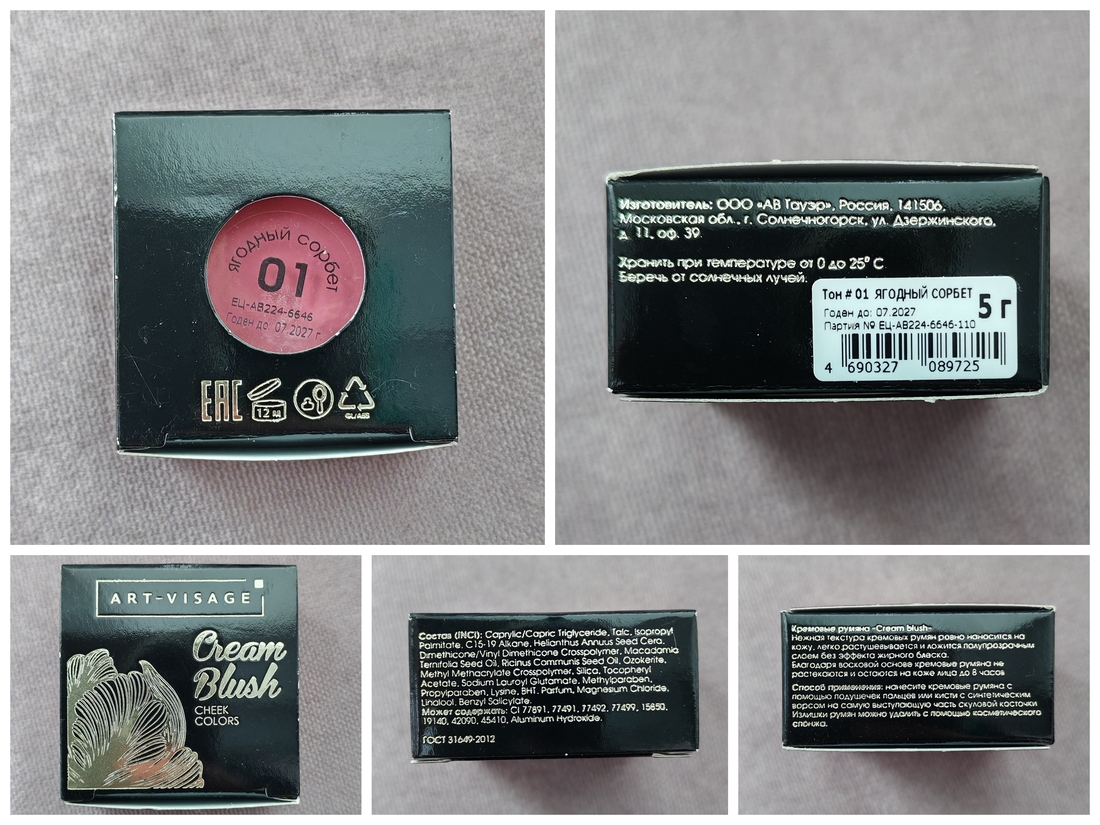 Ягодный сорбет
01
ЕЦ-АВ224-6646
Годен до: 07.2027 г
EAC
12 M
GL/ABS
Изготовитель: ООО «АВ Тауэр», Россия, 141506,
Московская обл., г. Солнечногорск, ул. Дзержинского,
д. 11, оф. 39.
Хранить при температуре от 0 до 25° С
Беречь от солнечных лучей.
Тон # 01 ЯГОДНЫЙ СОРБЕТ
5 г
Годен до: 07.2027
Партия № ЕЦ-АВ224-6646-110
4 690327 089725
ART-VISAGE
Cream
Blush
CHEEK
COLORS
Состав (INCI): Caprylic/Capric Triglyceride, Talc, Isopropyl
Palmitate, C15-19 Alkane, Helianthus Annuus Seed Cera,
Dimethicone/Vinyl Dimethicone Crosspolymer, Macadamia
Ternifolia Seed Oil, Ricinus Communis Seed Oil, Ozokerite,
Methyl Methacrylate Crosspolymer, Silica, Tocopheryl
Acetate, Sodium Lauroyl Glutamate, Methylparaben,
Propylparaben, Lysine, BHT, Parfum, Magnesium Chloride,
Linalool, Benzyl Salicylate.
Может содержать: CI 77891, 77491, 77492, 77499, 15850,
19140, 42090, 45410, Aluminum Hydroxide.
ГОСТ 31649-2012
Кремовые румяна «Cream blush»
Нежная текстура кремовых румян ровно наносится на
кожу, легко растушевывается и ложится полупрозрачным
слоем без эффекта жирного блеска.
Благодаря восковой основе кремовые румяна не
растекаются и остаются на коже лица до 8 часов
Способ применения: нанесите кремовые румяна с
помощью подушечек пальцев или кисти с синтетическим
ворсом на самую выступающую часть скуловой косточки
Излишки румян можно удалить с помощью косметического
спонжа.